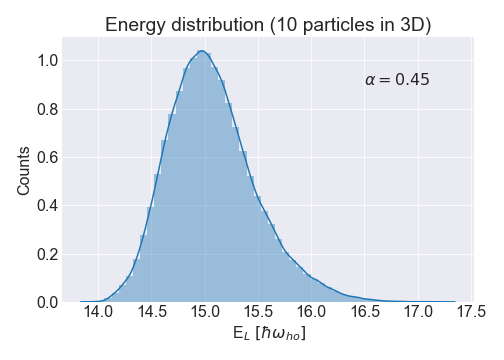 Energy distribution (10 particles in 3D)
α = 0.45
Counts
1.0
0.8
0.6
0.4
0.2
0.0
14.0 14.5 15.0 15.5 16.0 16.5 17.0 17.5
E_L [ħω_ho]